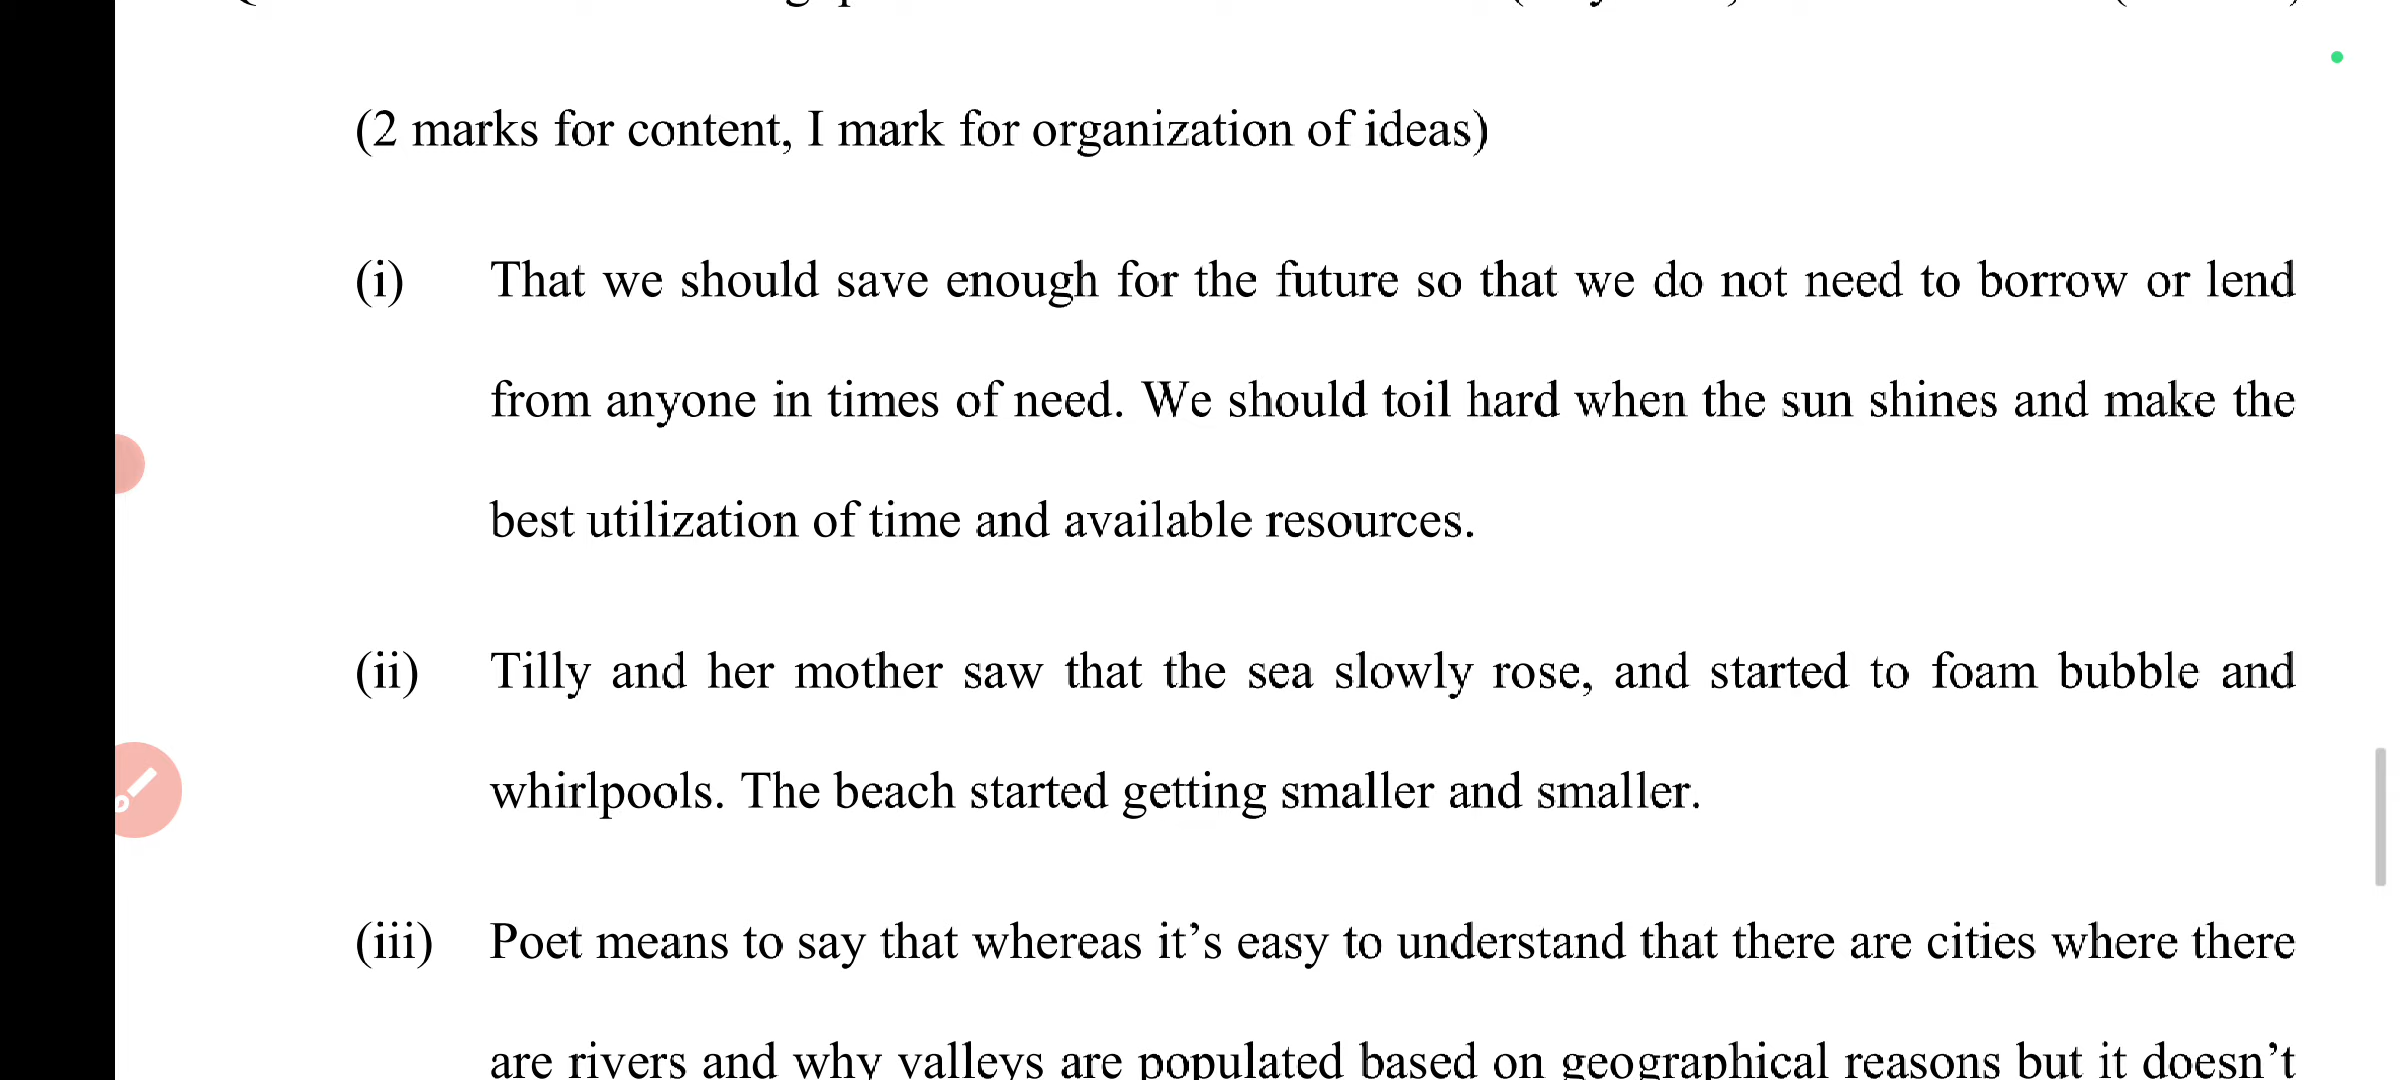 (2 marks for content, I mark for organization of ideas)
(i) That we should save enough for the future so that we do not need to borrow or lend
from anyone in times of need. We should toil hard when the sun shines and make the
best utilization of time and available resources.
(ii) Tilly and her mother saw that the sea slowly rose, and started to foam bubble and
whirlpools. The beach started getting smaller and smaller.
(iii) Poet means to say that whereas it’s easy to understand that there are cities where there
are rivers and why valleys are populated based on geographical reasons but it doesn’t